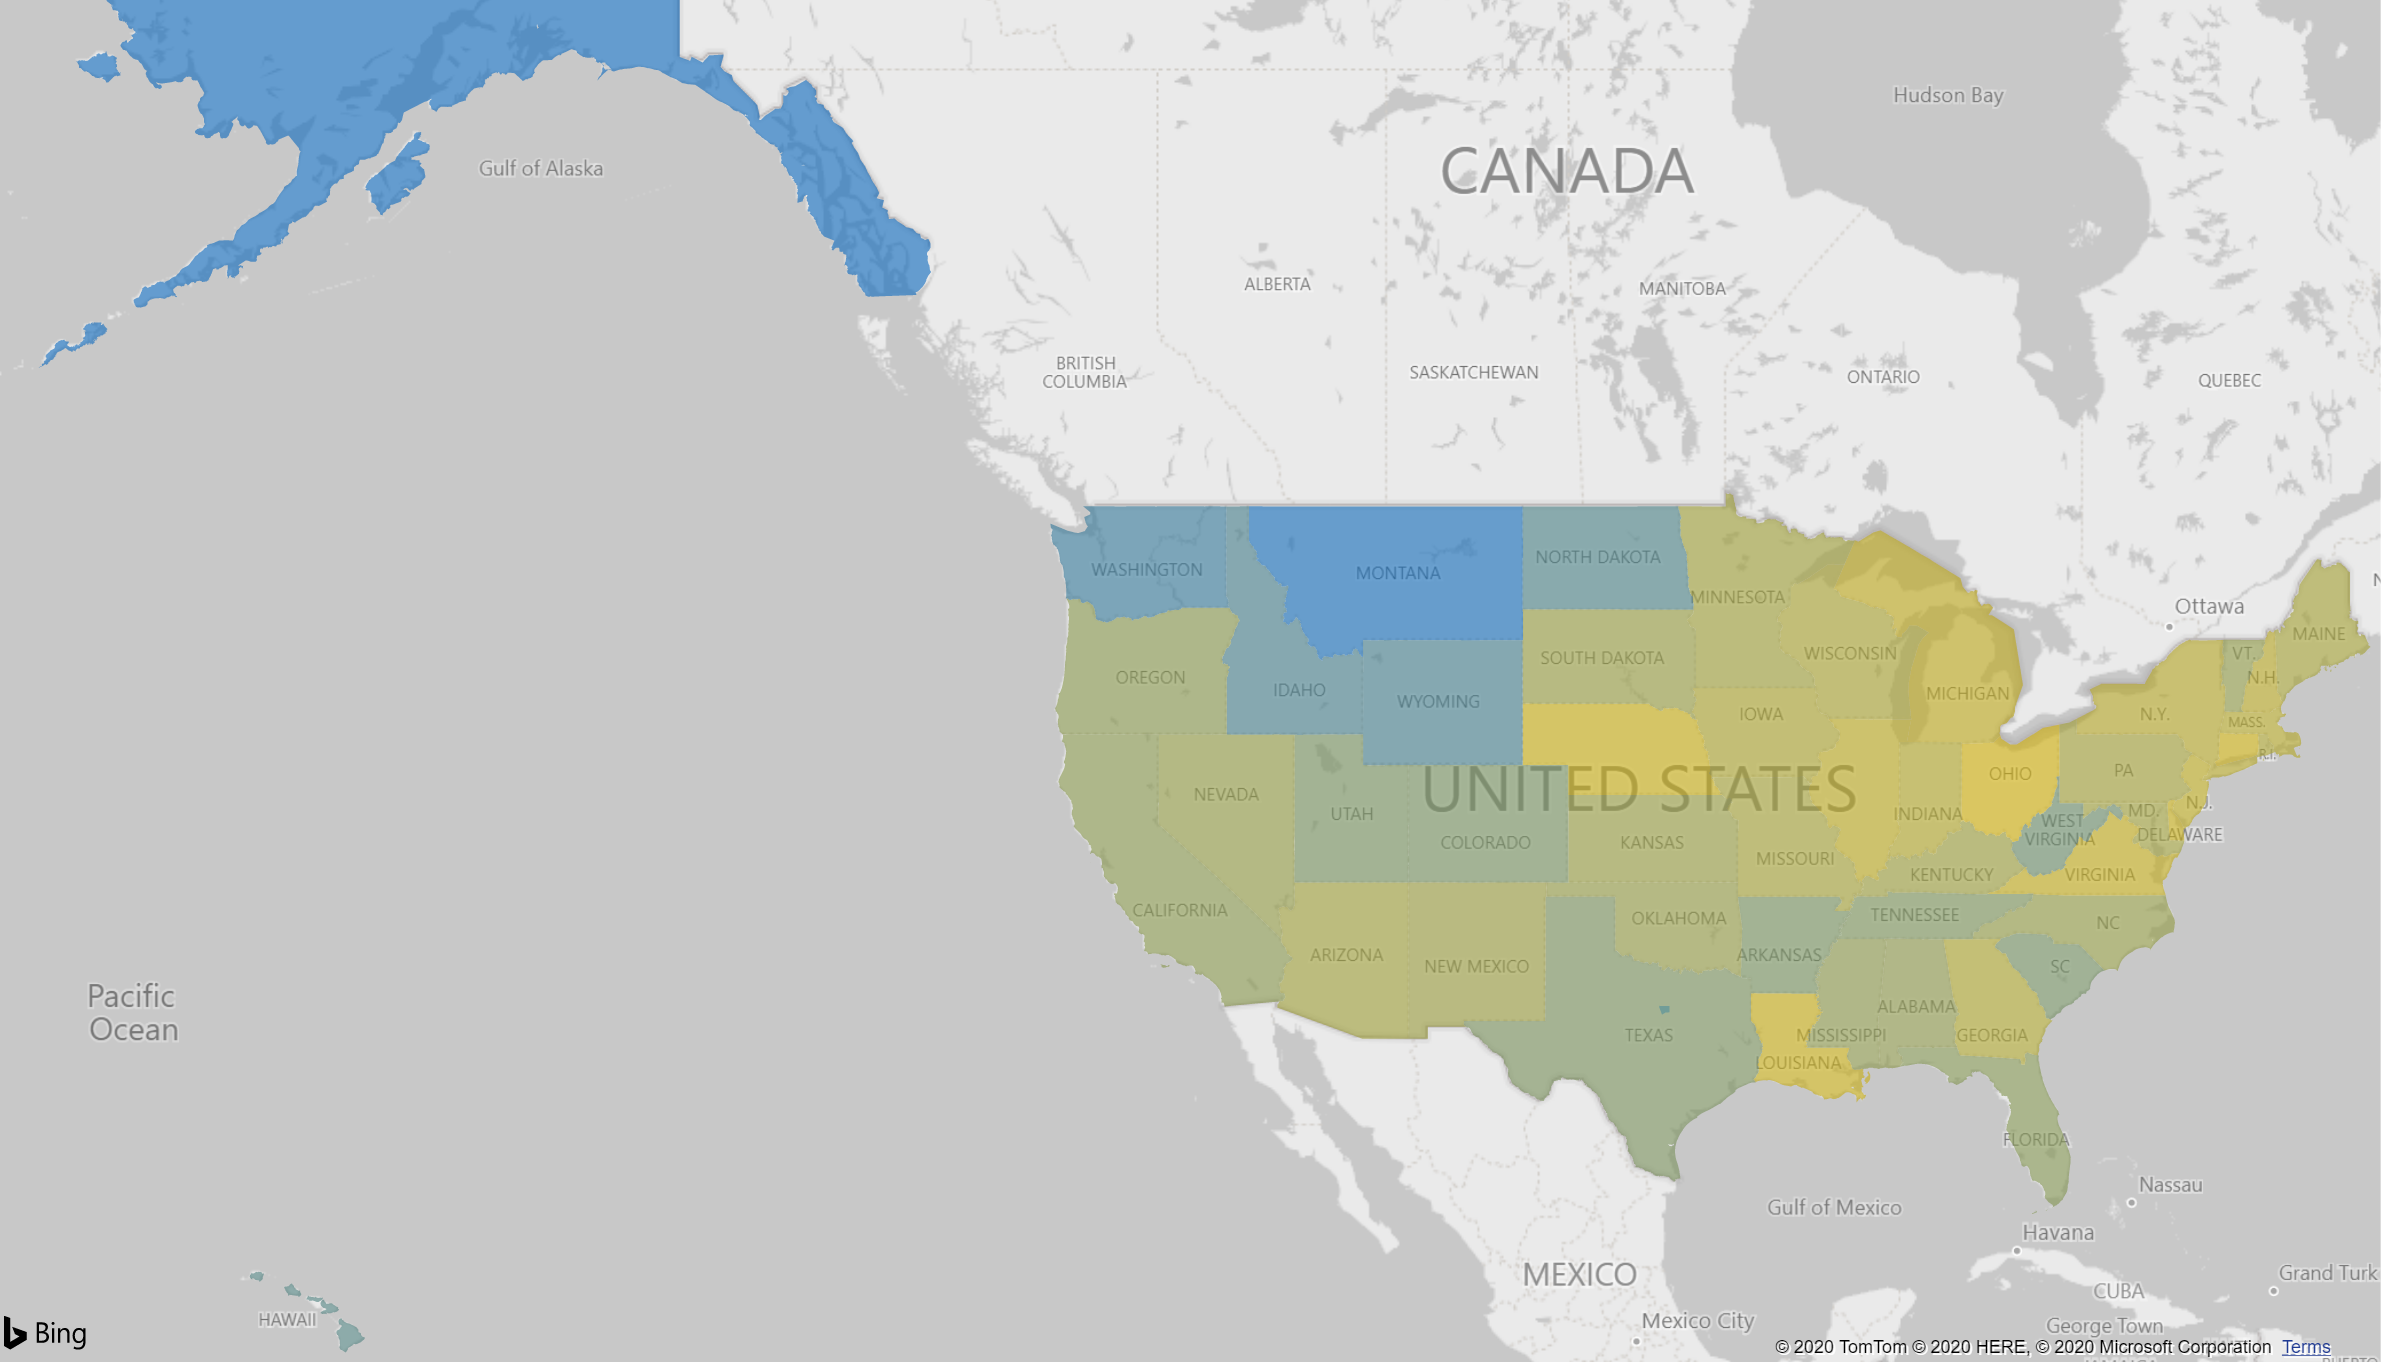 Hudson Bay
Gulf of Alaska
CANADA
ALBERTA
MANITOBA
BRITISH
COLUMBIA
SASKATCHEWAN
ONTARIO
QUEBEC
WASHINGTON
MONTANA
NORTH DAKOTA
MINNESOTA
Ottawa
N
MAINE
OREGON
IDAHO
WYOMING
SOUTH DAKOTA
WISCONSIN
VT.
N.H.
MICHIGAN
IOWA
N.Y.
MASS.
R.I.
NEVADA
UTAH
UNITED STATES
OHIO
PA
COLORADO
KANSAS
MISSOURI
INDIANA
WEST
VIRGINIA
MD.
N.J.
DELAWARE
KENTUCKY
VIRGINIA
CALIFORNIA
ARIZONA
NEW MEXICO
OKLAHOMA
ARKANSAS
TENNESSEE
NC
SC
Pacific
Ocean
TEXAS
MISSISSIPPI
ALABAMA
GEORGIA
LOUISIANA
FLORIDA
Gulf of Mexico
Nassau
Havana
MEXICO
CUBA
Grand Turk
HAWAII
Mexico City
George Town
Bing
© 2020 TomTom © 2020 HERE, © 2020 Microsoft Corporation Terms